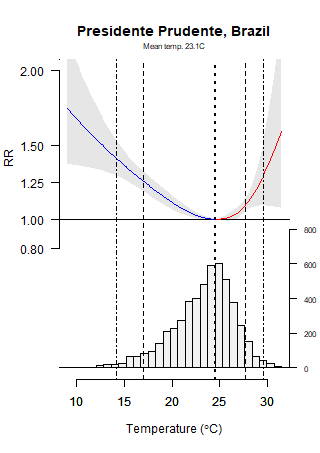 Presidente Prudente, Brazil
Mean temp. 23.1C
2.00
1.50
1.25
1.00
0.80
RR
800
600
400
200
0
10 15 20 25 30
Temperature (°C)